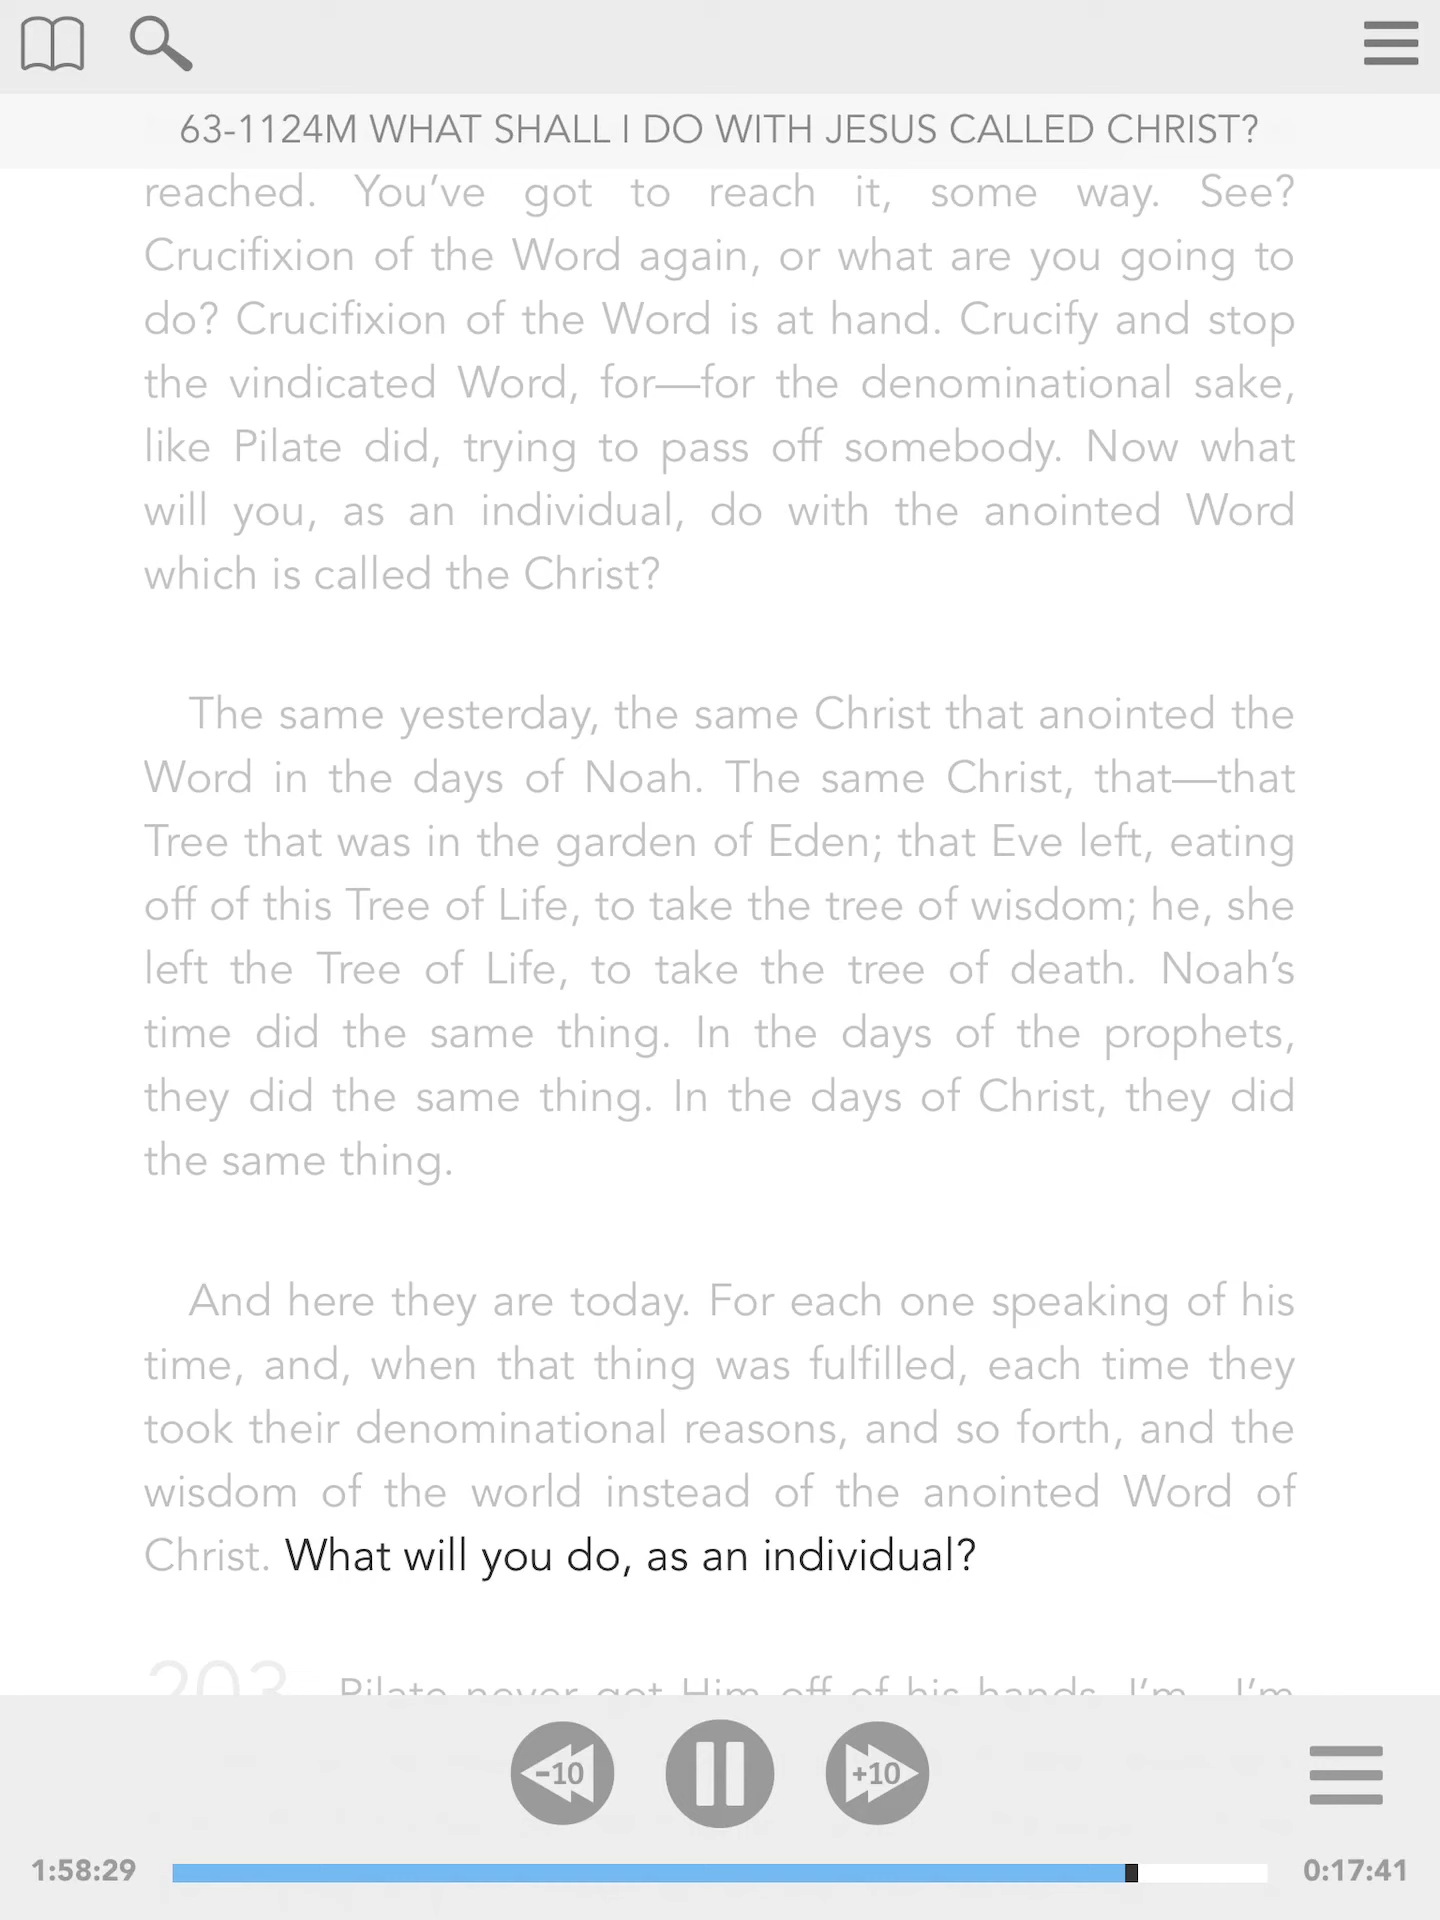 63-1124M WHAT SHALL I DO WITH JESUS CALLED CHRIST?
reached. You’ve got to reach it, some way. See?
Crucifixion of the Word again, or what are you going to
do? Crucifixion of the Word is at hand. Crucify and stop
the vindicated Word, for—for the denominational sake,
like Pilate did, trying to pass off somebody. Now what
will you, as an individual, do with the anointed Word
which is called the Christ?
The same yesterday, the same Christ that anointed the
Word in the days of Noah. The same Christ, that—that
Tree that was in the garden of Eden; that Eve left, eating
off of this Tree of Life, to take the tree of wisdom; he, she
left the Tree of Life, to take the tree of death. Noah’s
time did the same thing. In the days of the prophets,
they did the same thing. In the days of Christ, they did
the same thing.
And here they are today. For each one speaking of his
time, and, when that thing was fulfilled, each time they
took their denominational reasons, and so forth, and the
wisdom of the world instead of the anointed Word of
Christ. What will you do, as an individual?
203 Pilate never got Him off of his hands. I’m...I’m
-10 +10
1:58:29 0:17:41